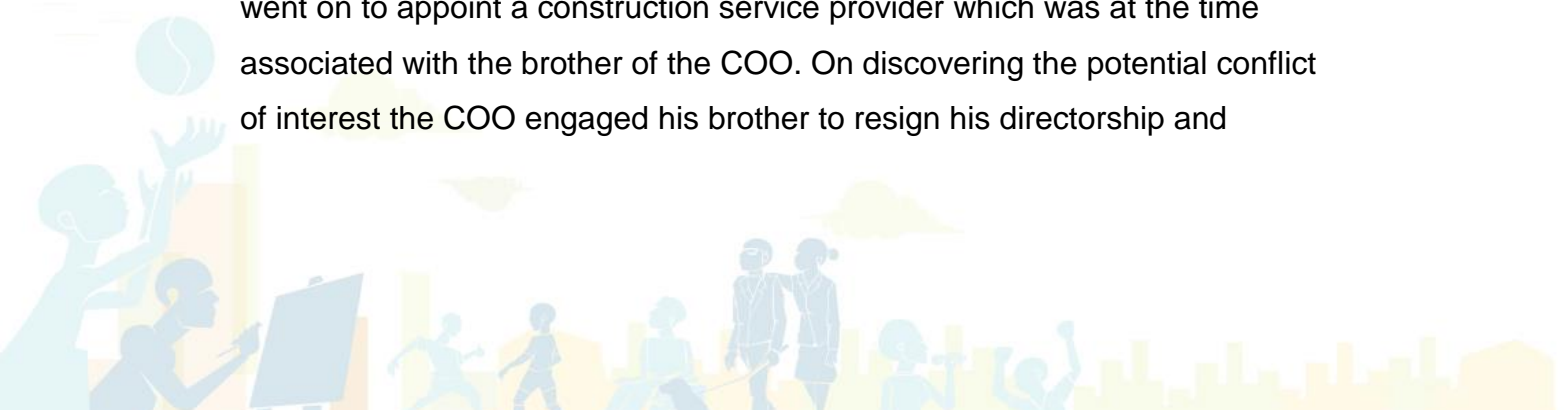 went on to appoint a construction service provider which was at the time
associated with the brother of the COO. On discovering the potential conflict
of interest the COO engaged his brother to resign his directorship and